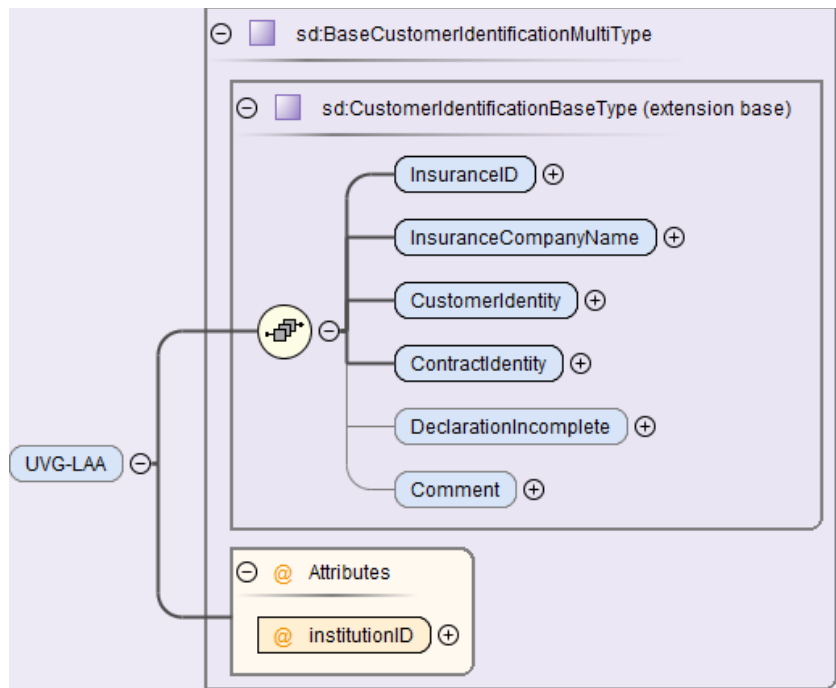 sd:BaseCustomerIdentificationMultiType
sd:CustomerIdentificationBaseType (extension base)
InsuranceID
InsuranceCompanyName
CustomerIdentity
ContractIdentity
DeclarationIncomplete
UVG-LAA
Comment
@ Attributes
@ institutionID